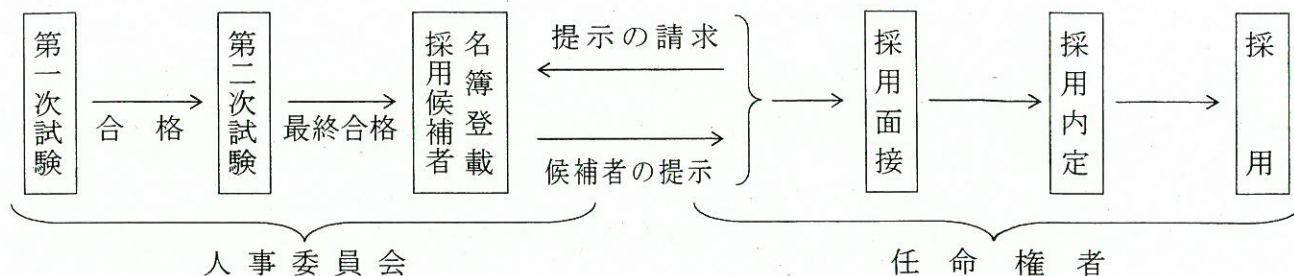 第一次試験
合格
第二次試験
最終合格
採用候補者
名簿登載
提示の請求
候補者の提示
採用面接
採用内定
採用
人事委員会
任命権者